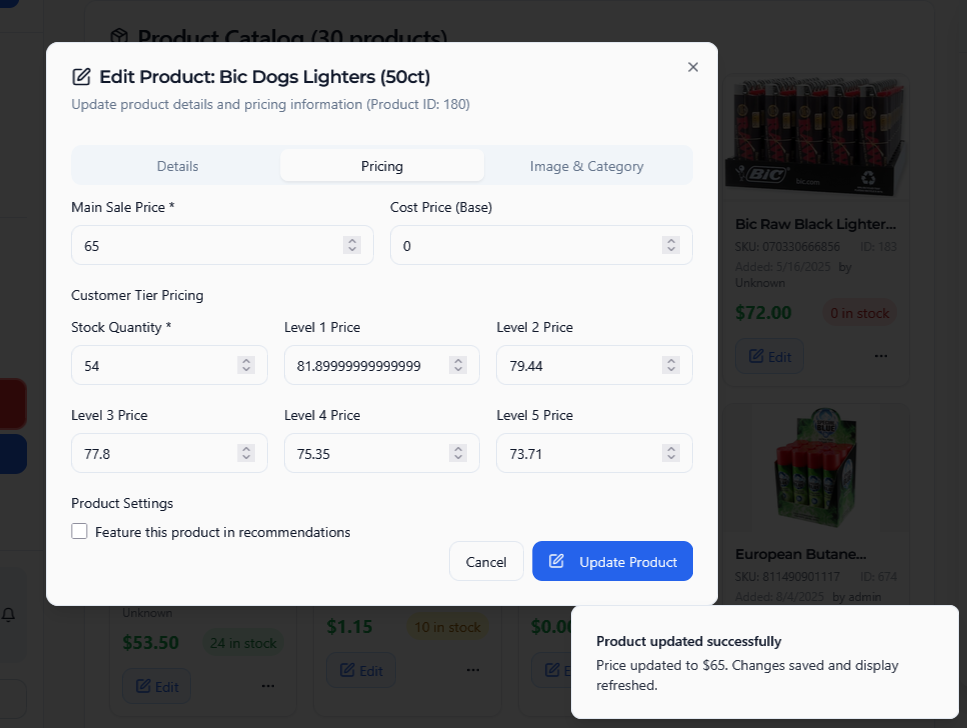 Product Catalog (30 products)
Edit Product: Bic Dogs Lighters (50ct)
Update product details and pricing information (Product ID: 180)
Details
Pricing
Image & Category
Main Sale Price *
Cost Price (Base)
65
0
Customer Tier Pricing
Stock Quantity *
Level 1 Price
Level 2 Price
54
81.89999999999999
79.44
Level 3 Price
Level 4 Price
Level 5 Price
77.8
75.35
73.71
Product Settings
Feature this product in recommendations
Cancel
Update Product
BiC
bic.com
Bic Raw Black Lighter...
SKU: 070330666856
ID: 183
Added: 5/16/2025 by
Unknown
$72.00
0 in stock
Edit
European Butane...
SKU: 811490901117
ID: 674
Added: 8/4/2025 by admin
Unknown
$53.50
24 in stock
Edit
$1.15
10 in stock
Edit
$0.0
E
Product updated successfully
Price updated to $65. Changes saved and display
refreshed.